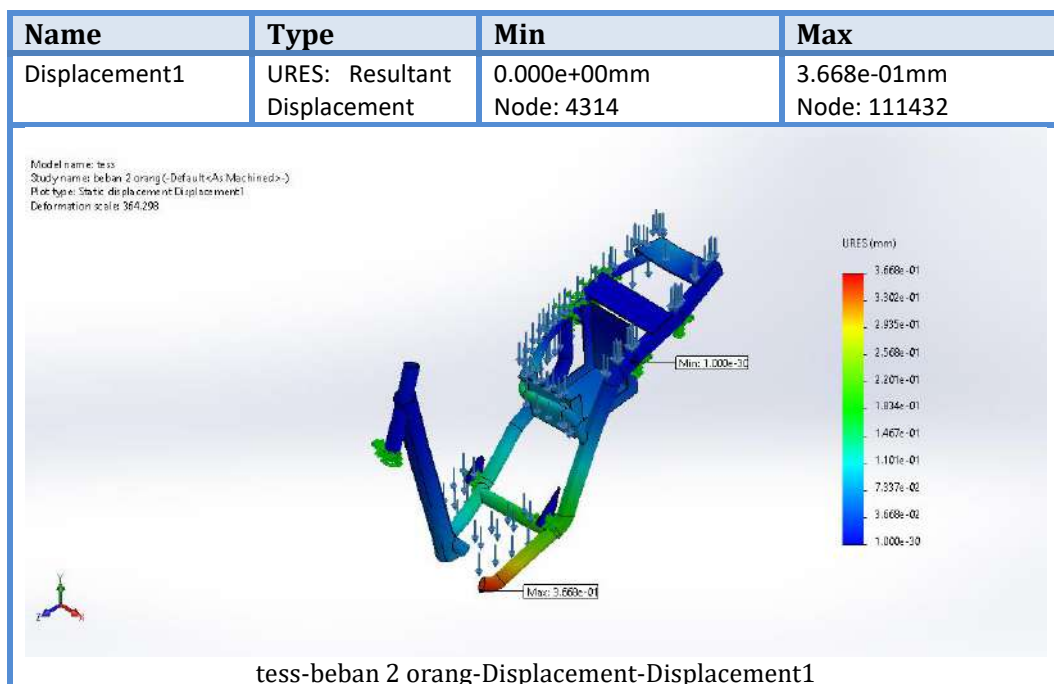 Name Type Min Max
Displacement1 URES: Resultant 0.000e+00mm 3.668e-01mm
Displacement Node: 4314 Node: 111432
Model name: tess
Study name: beban 2 orang(-Default<As Machined>-)
Plot type: Static displacement Displacement1
Deformation scale: 364.298
URES (mm)
3.668e-01
3.302e-01
2.935e-01
2.568e-01
2.201e-01
1.834e-01
1.467e-01
1.101e-01
7.337e-02
3.668e-02
1.000e-30
Min: 1.000e-30
Max: 3.668e-01
Y
Z
X
tess-beban 2 orang-Displacement-Displacement1